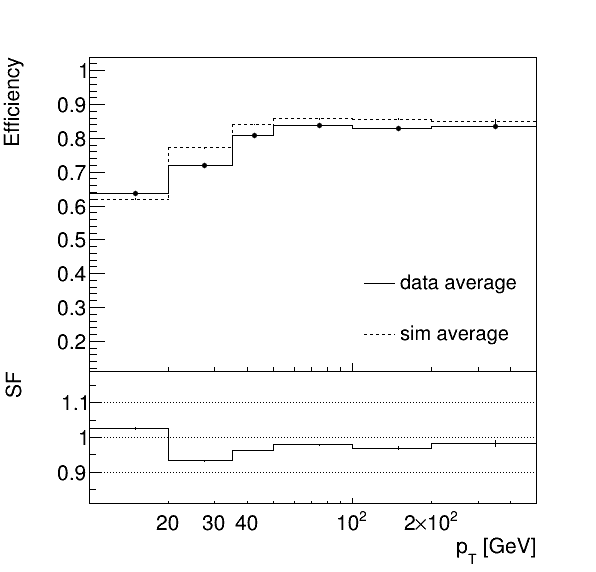 Efficiency
1
0.9
0.8
0.7
0.6
0.5
0.4
0.3
0.2
data average
sim average
SF
1.1
1
0.9
20 30 40 10² 2×10²
p_T [GeV]